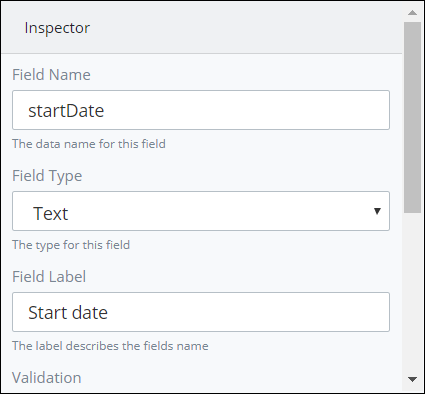 Inspector
Field Name
startDate
The data name for this field
Field Type
Text
The type for this field
Field Label
Start date
The label describes the fields name
Validation